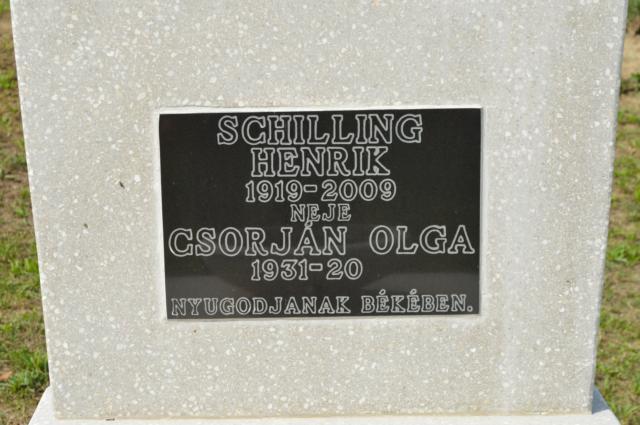 SCHILLING
HENRIK
1919-2009
NEJE
CSORJÁN OLGA
1931-20
NYUGODJANAK BÉKÉBEN.